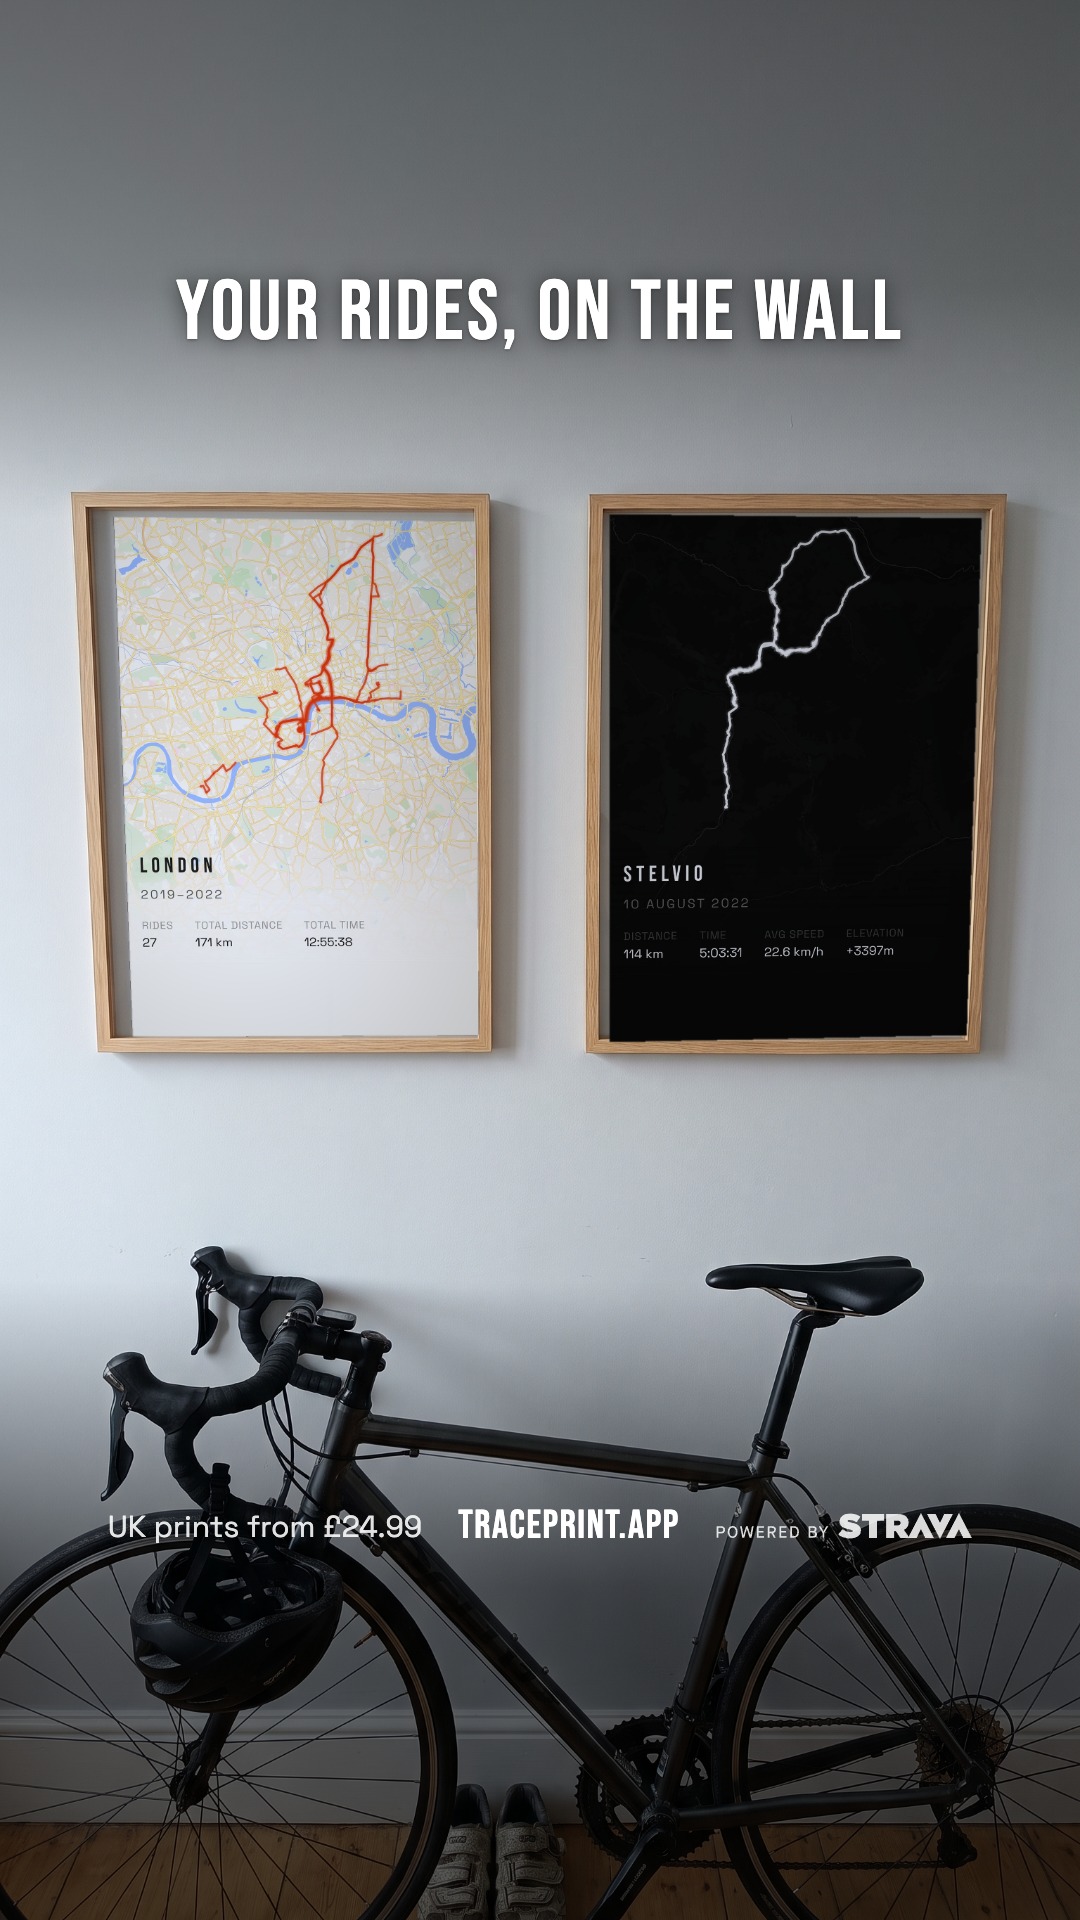 YOUR RIDES, ON THE WALL
LONDON
2019–2022
RIDES TOTAL DISTANCE TOTAL TIME
27 171 km 12:55:38
STELVIO
10 AUGUST 2022
DISTANCE TIME AVG SPEED ELEVATION
114 km 5:03:31 22.6 km/h +3397m
UK prints from £24.99 TRACEPRINT.APP POWERED BY STRAVA